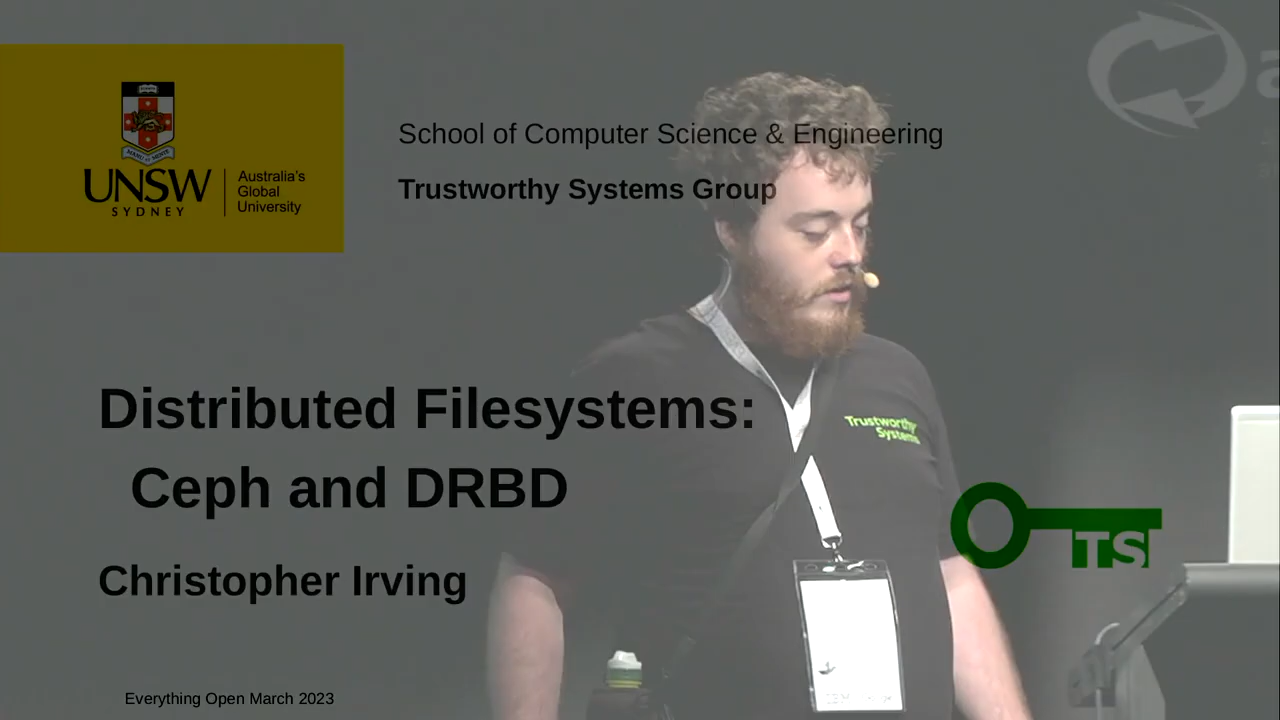 School of Computer Science & Engineering
Trustworthy Systems Group
UNSW
SYDNEY
Australia's
Global
University
Distributed Filesystems:
Ceph and DRBD
Christopher Irving
Trustworthy
Systems
TS
Everything Open March 2023